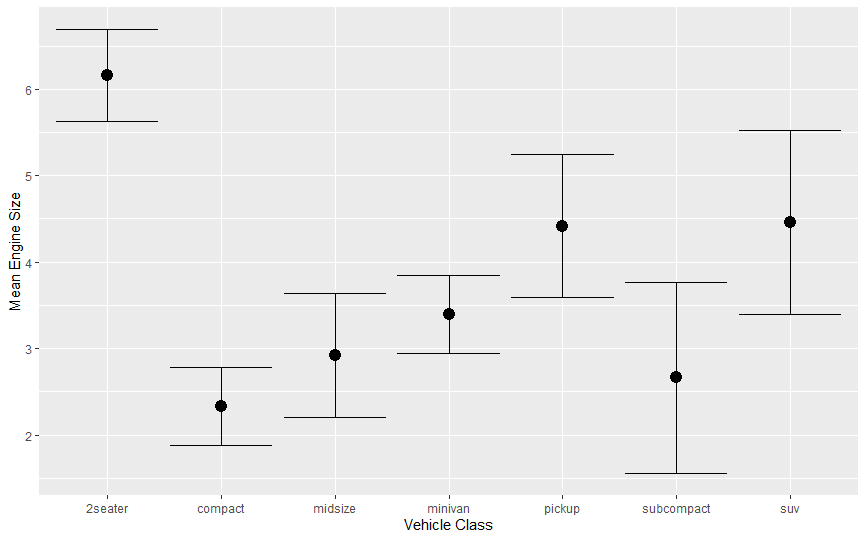 Mean Engine Size
6
5
4
3
2
2seater compact midsize minivan pickup subcompact suv
Vehicle Class